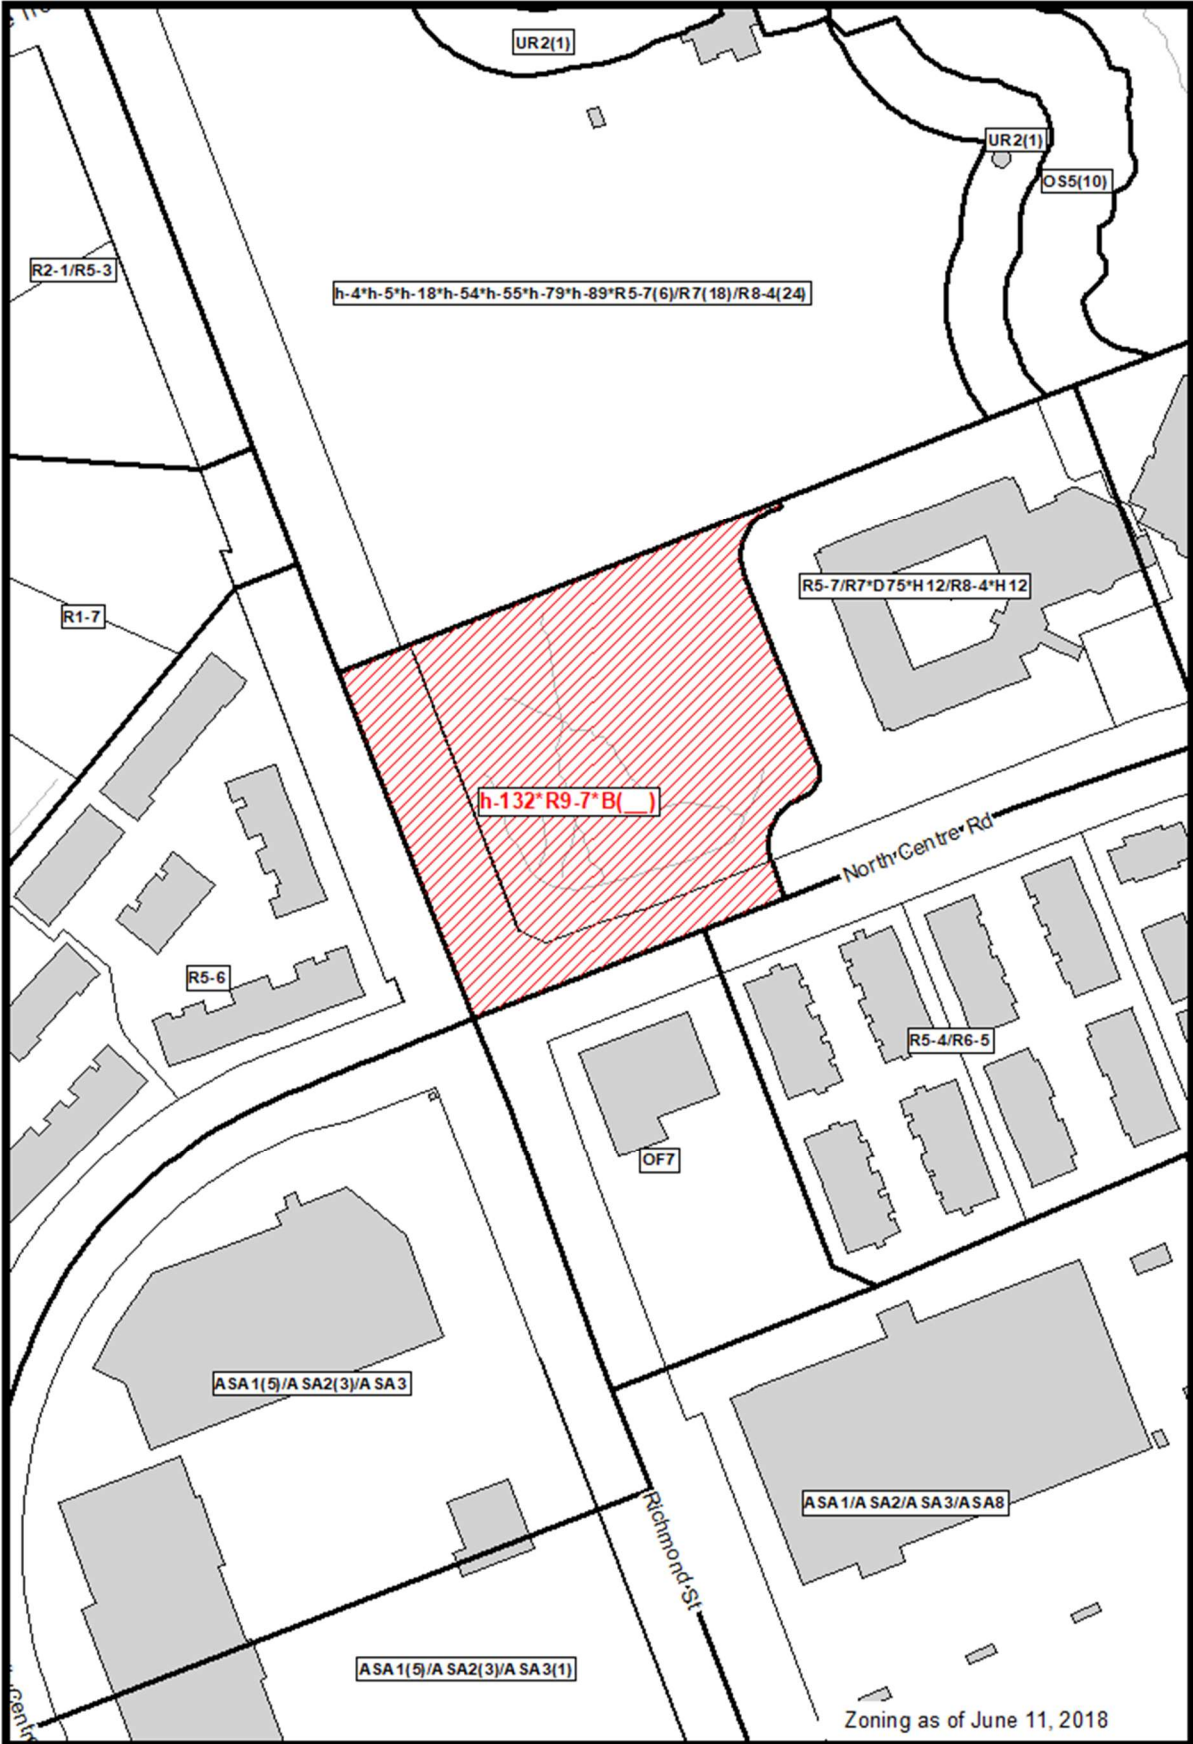 UR2(1)
UR2(1)
OS5(10)
R2-1/R5-3
h-4*h-5*h-18*h-54*h-55*h-79*h-89*R5-7(6)/R7(18)/R8-4(24)
R5-7/R7*D75*H12/R8-4*H12
R1-7
h-132*R9-7*B(__)
North Centre Rd
R5-6
R5-4/R6-5
OF7
ASA1(5)/ASA2(3)/ASA3
ASA1/ASA2/ASA3/ASA8
Richmond St
ASA1(5)/ASA2(3)/ASA3(1)
Zoning as of June 11, 2018